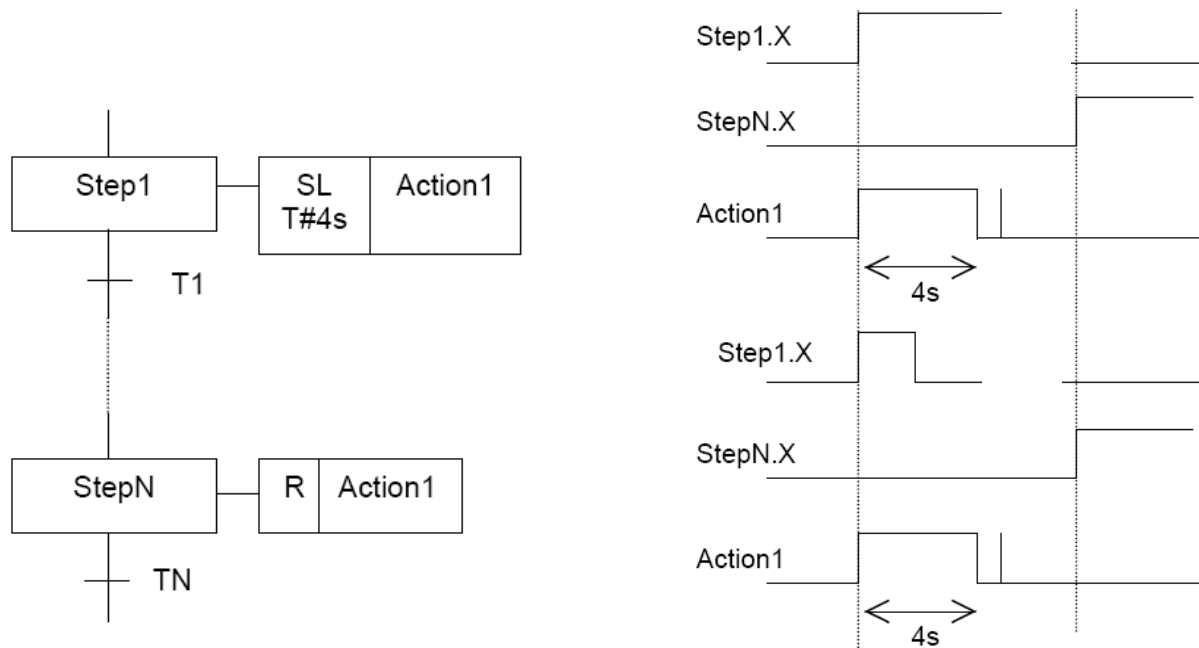 Step1
SL
T#4s
Action1
T1
StepN
R
Action1
TN
Step1.X
StepN.X
Action1
4s
Step1.X
StepN.X
Action1
4s